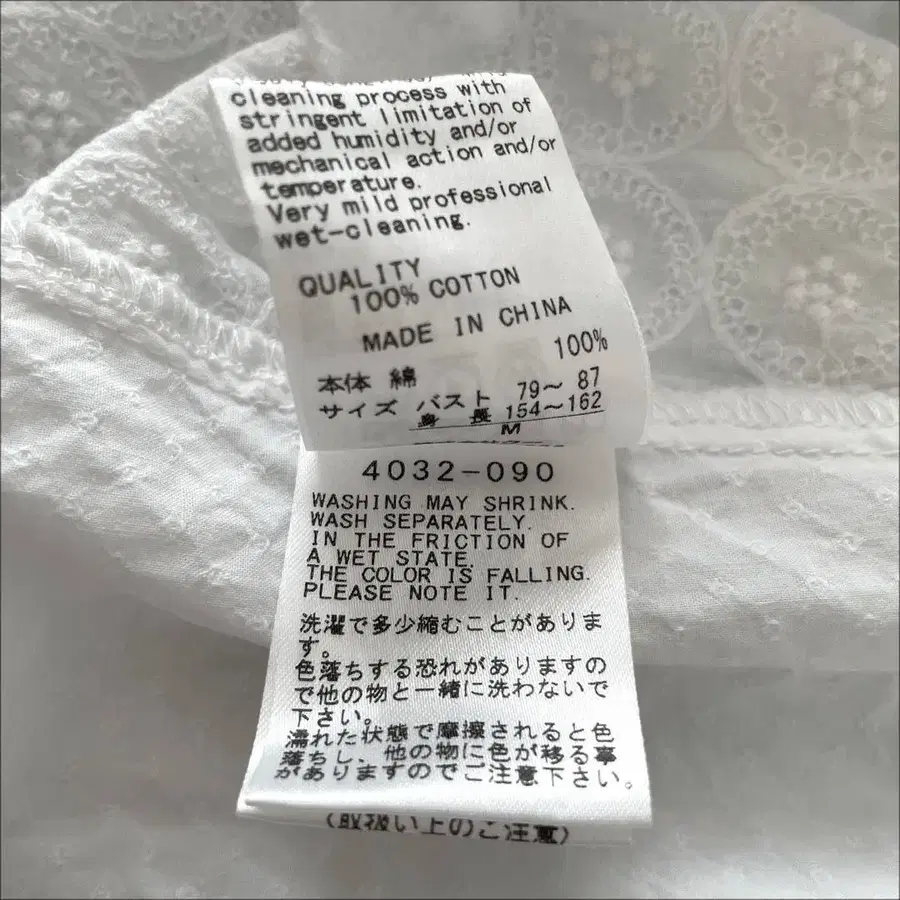 cleaning process with
stringent limitation of
added humidity and/or
mechanical action and/or
temperature.
Very mild professional
wet-cleaning.
QUALITY
100% COTTON
MADE IN CHINA
本体 綿 100%
サイズ バスト 79～ 87
身 長 154～162
M
4032-090
WASHING MAY SHRINK.
WASH SEPARATELY.
IN THE FRICTION OF
A WET STATE.
THE COLOR IS FALLING.
PLEASE NOTE IT.
洗濯で多少縮むことがありま
す。
色落ちする恐れがありますの
で他の物と一緒に洗わないで
下さい。
濡れた状態で摩擦されると色
落ちし、他の物に色が移る事
がありますのでご注意下さい。
(取扱い上のご注意)